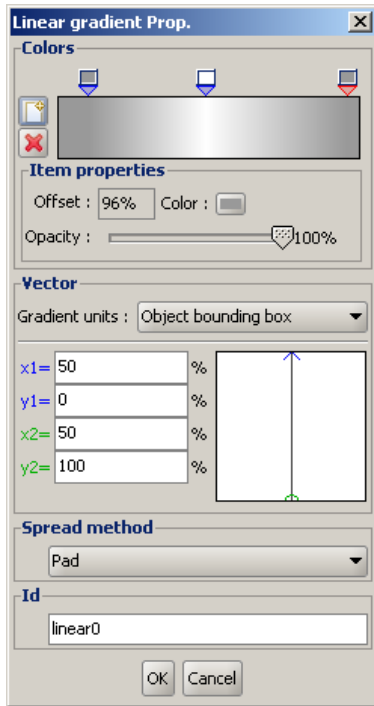 Linear gradient Prop.
Colors
Item properties
Offset : 96% Color :
Opacity : 100%
Vector
Gradient units : Object bounding box
x1= 50 %
y1= 0 %
x2= 50 %
y2= 100 %
Spread method
Pad
Id
linear0
OK Cancel